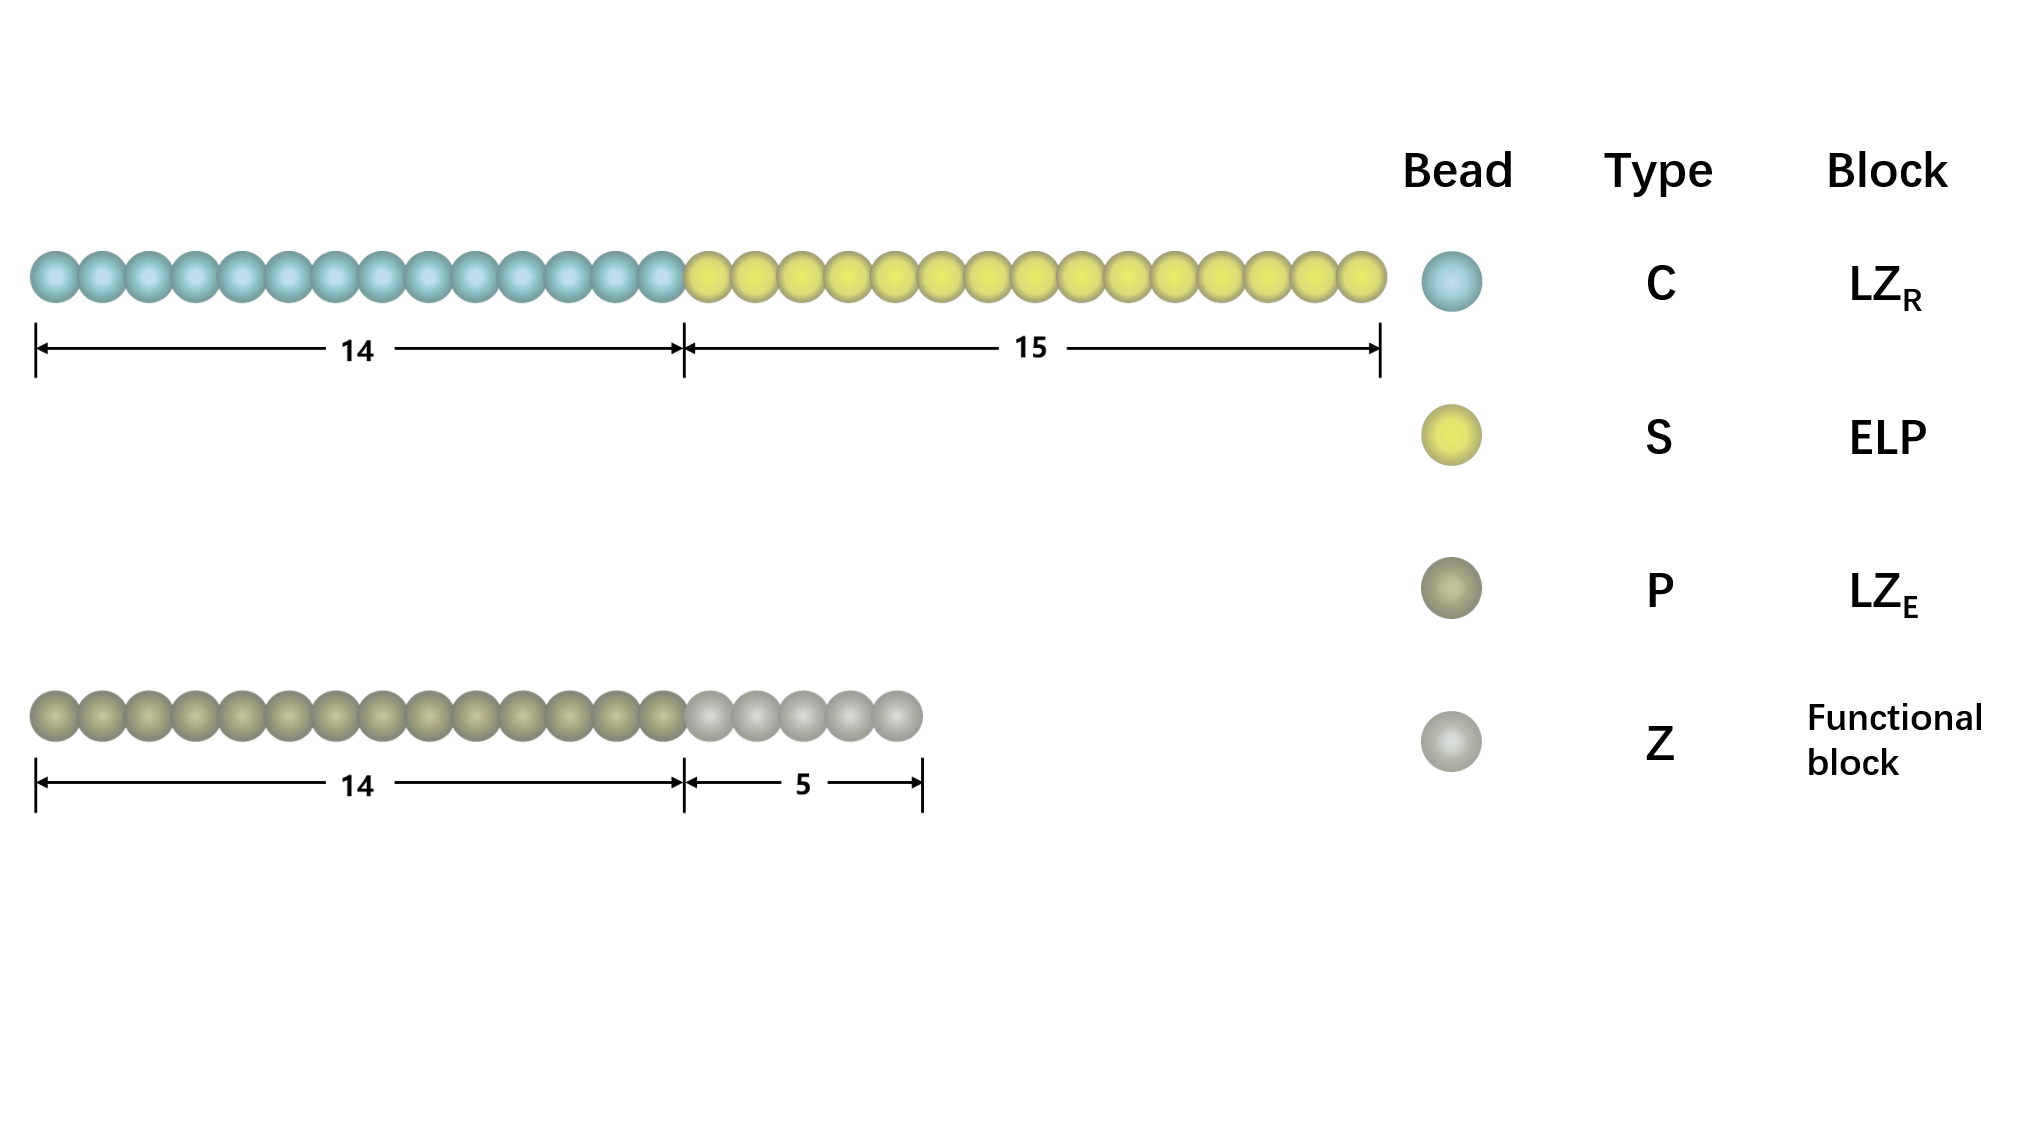 Bead Type Block
C LZR
14 15
S ELP
P LZE
Z Functional
block
14 5